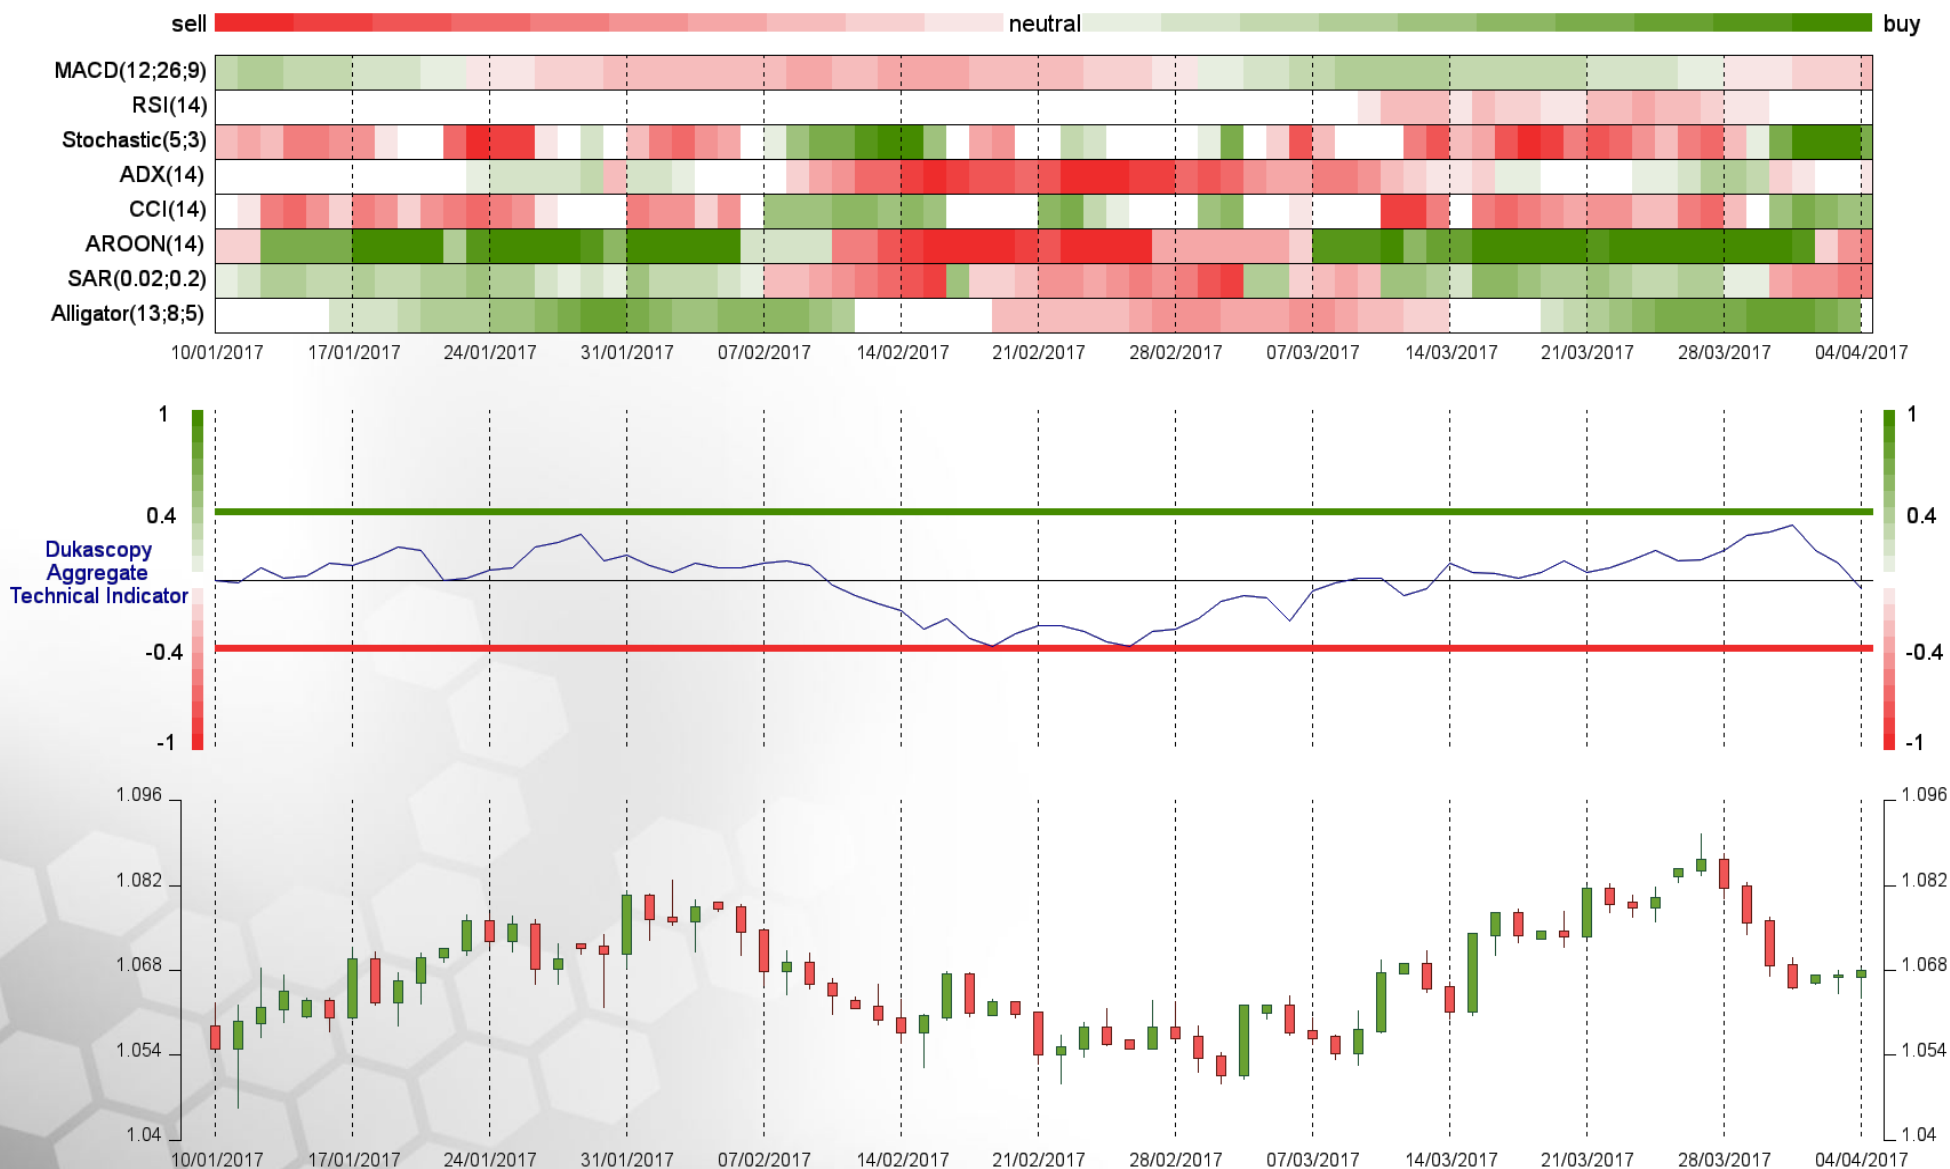 sell neutral buy
MACD(12;26;9)
RSI(14)
Stochastic(5;3)
ADX(14)
CCI(14)
AROON(14)
SAR(0.02;0.2)
Alligator(13;8;5)
10/01/2017 17/01/2017 24/01/2017 31/01/2017 07/02/2017 14/02/2017 21/02/2017 28/02/2017 07/03/2017 14/03/2017 21/03/2017 28/03/2017 04/04/2017
1 1
0.4 0.4
Dukascopy
Aggregate
Technical Indicator
-0.4 -0.4
-1 -1
1.096 1.096
1.082 1.082
1.068 1.068
1.054 1.054
1.04 1.04
10/01/2017 17/01/2017 24/01/2017 31/01/2017 07/02/2017 14/02/2017 21/02/2017 28/02/2017 07/03/2017 14/03/2017 21/03/2017 28/03/2017 04/04/2017